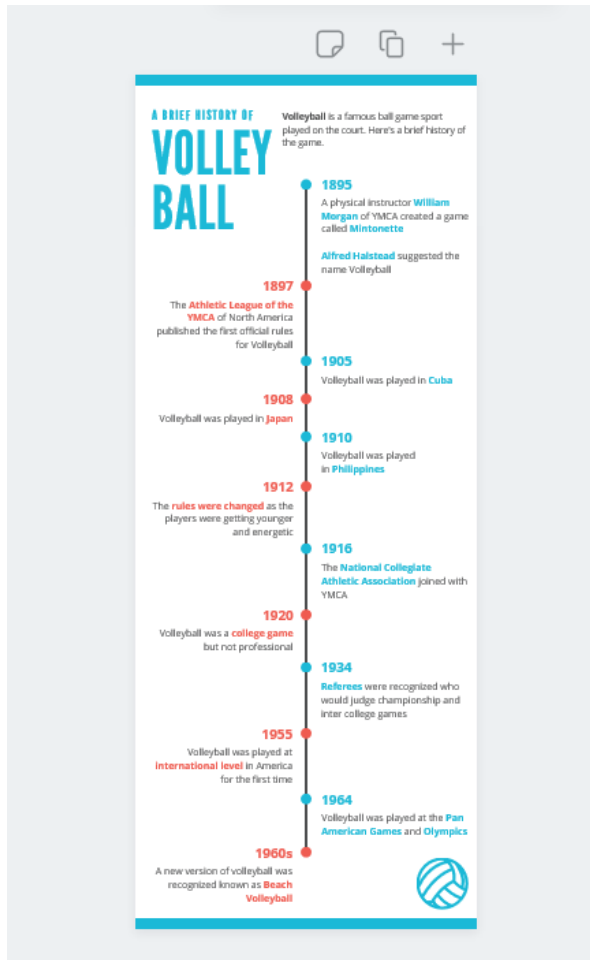 A BRIEF HISTORY OF
VOLLEY
BALL
Volleyball is a famous ball game sport
played on the court. Here's a brief history of
the game.
1895
A physical instructor William
Morgan of YMCA created a game
called Mintonette
Alfred Halstead suggested the
name Volleyball
1897
The Athletic League of the
YMCA of North America
published the first official rules
for Volleyball
1905
Volleyball was played in Cuba
1908
Volleyball was played in Japan
1910
Volleyball was played
in Philippines
1912
The rules were changed as the
players were getting younger
and energetic
1916
The National Collegiate
Athletic Association joined with
YMCA
1920
Volleyball was a college game
but not professional
1934
Referees were recognized who
would judge championship and
inter college games
1955
Volleyball was played at
international level in America
for the first time
1964
Volleyball was played at the Pan
American Games and Olympics
1960s
A new version of volleyball was
recognized known as Beach
Volleyball